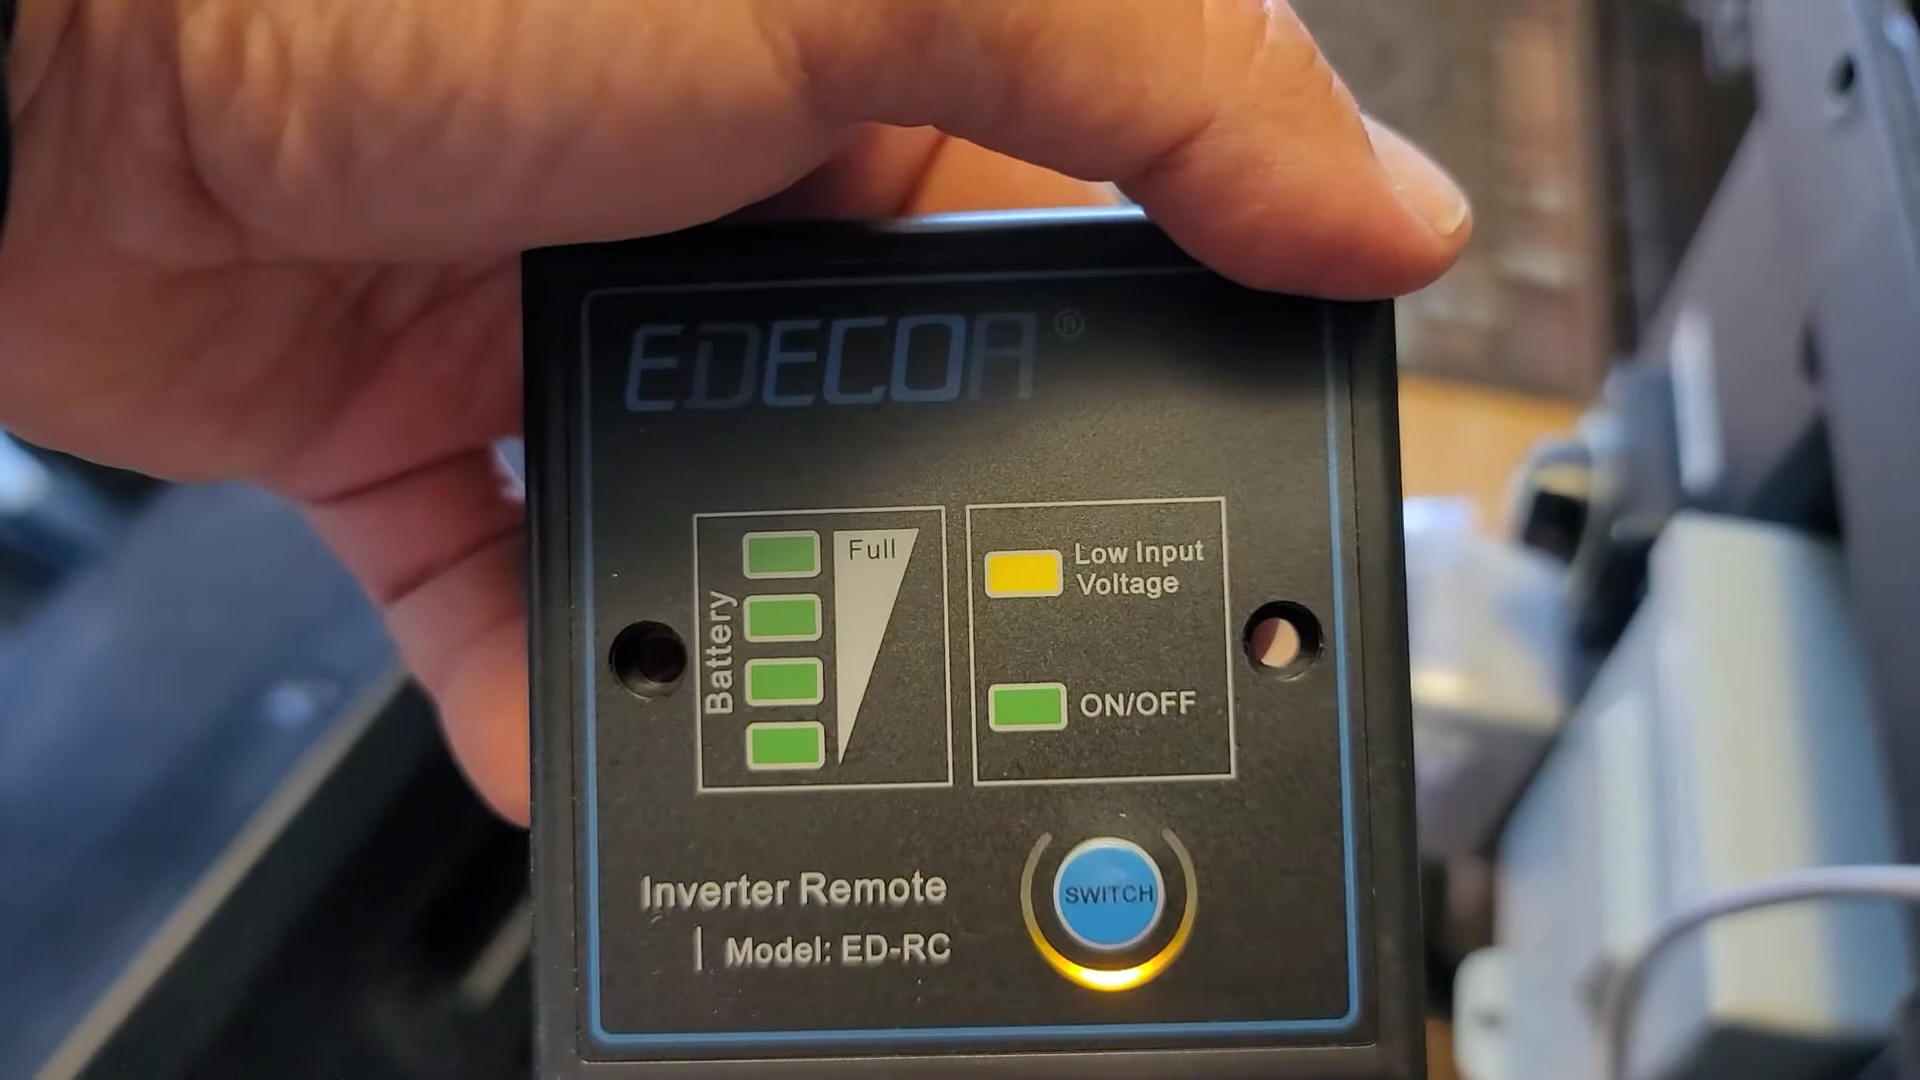 EDECOA®
Battery
Full
Low Input
Voltage
ON/OFF
Inverter Remote
Model: ED-RC
SWITCH